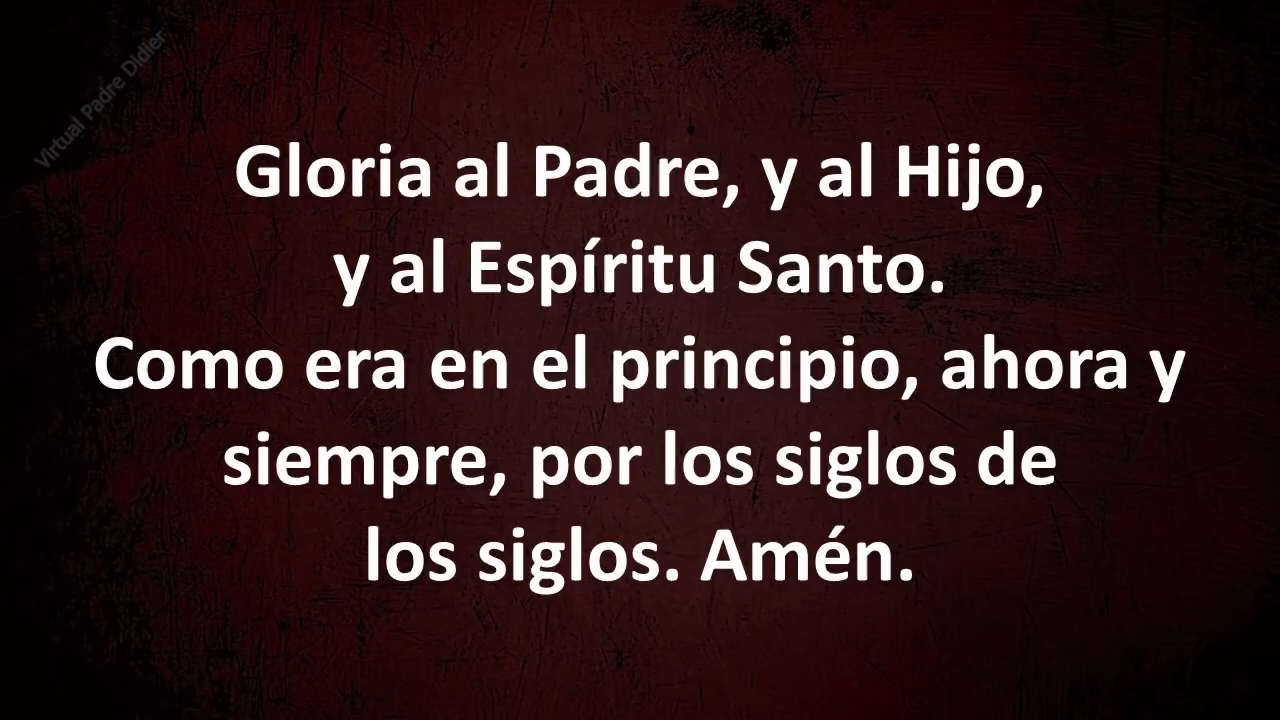 Virtual Padre Didier
Gloria al Padre, y al Hijo,
y al Espíritu Santo.
Como era en el principio, ahora y
siempre, por los siglos de
los siglos. Amén.